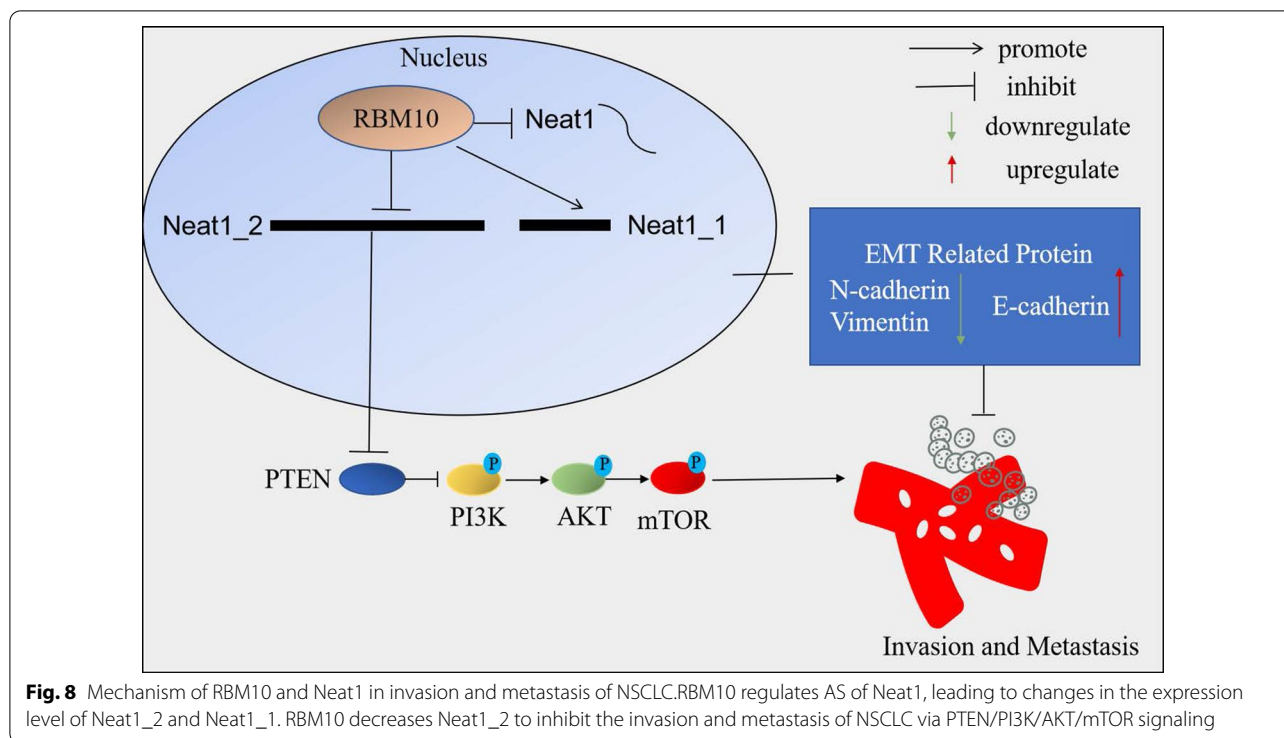 Nucleus
RBM10
Neat1
Neat1_2
Neat1_1
promote
inhibit
downregulate
upregulate
EMT Related Protein
N-cadherin
Vimentin
E-cadherin
PTEN
P
PI3K
P
AKT
P
mTOR
Invasion and Metastasis
Fig. 8 Mechanism of RBM10 and Neat1 in invasion and metastasis of NSCLC.RBM10 regulates AS of Neat1, leading to changes in the expression
level of Neat1_2 and Neat1_1. RBM10 decreases Neat1_2 to inhibit the invasion and metastasis of NSCLC via PTEN/PI3K/AKT/mTOR signaling